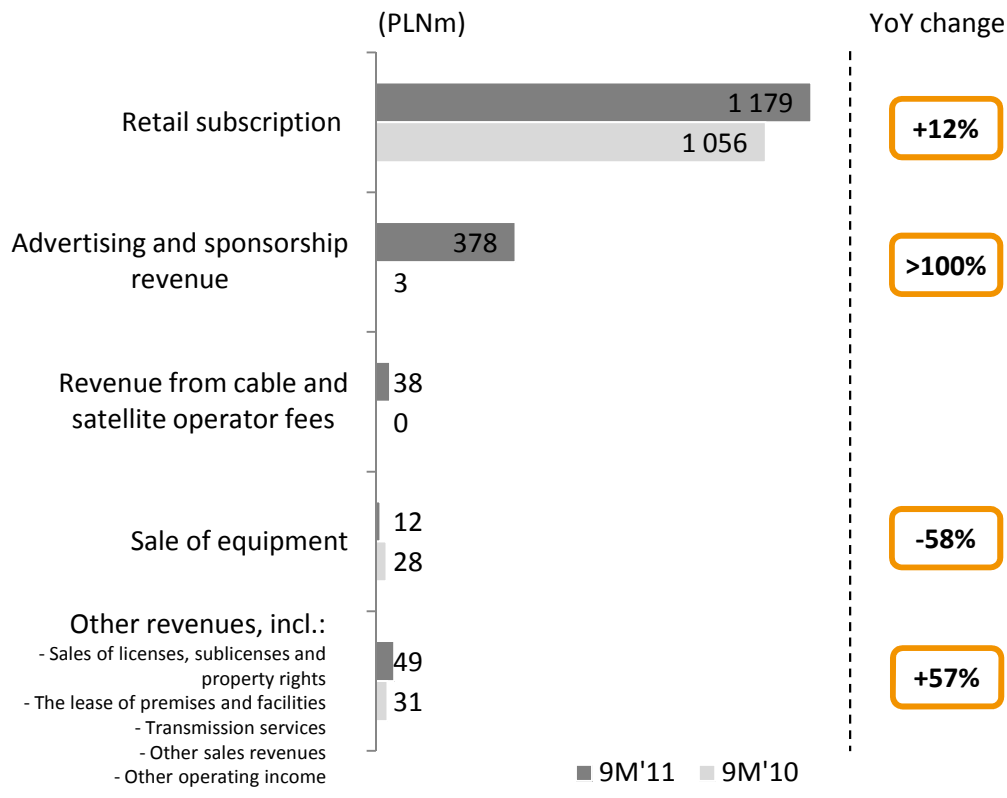 (PLNm)
YoY change
Retail subscription
1 179
1 056
+12%
Advertising and sponsorship
revenue
378
3
>100%
Revenue from cable and
satellite operator fees
38
0
Sale of equipment
12
28
-58%
Other revenues, incl.:
- Sales of licenses, sublicenses and
property rights
- The lease of premises and facilities
- Transmission services
- Other sales revenues
- Other operating income
49
31
+57%
9M'11
9M'10